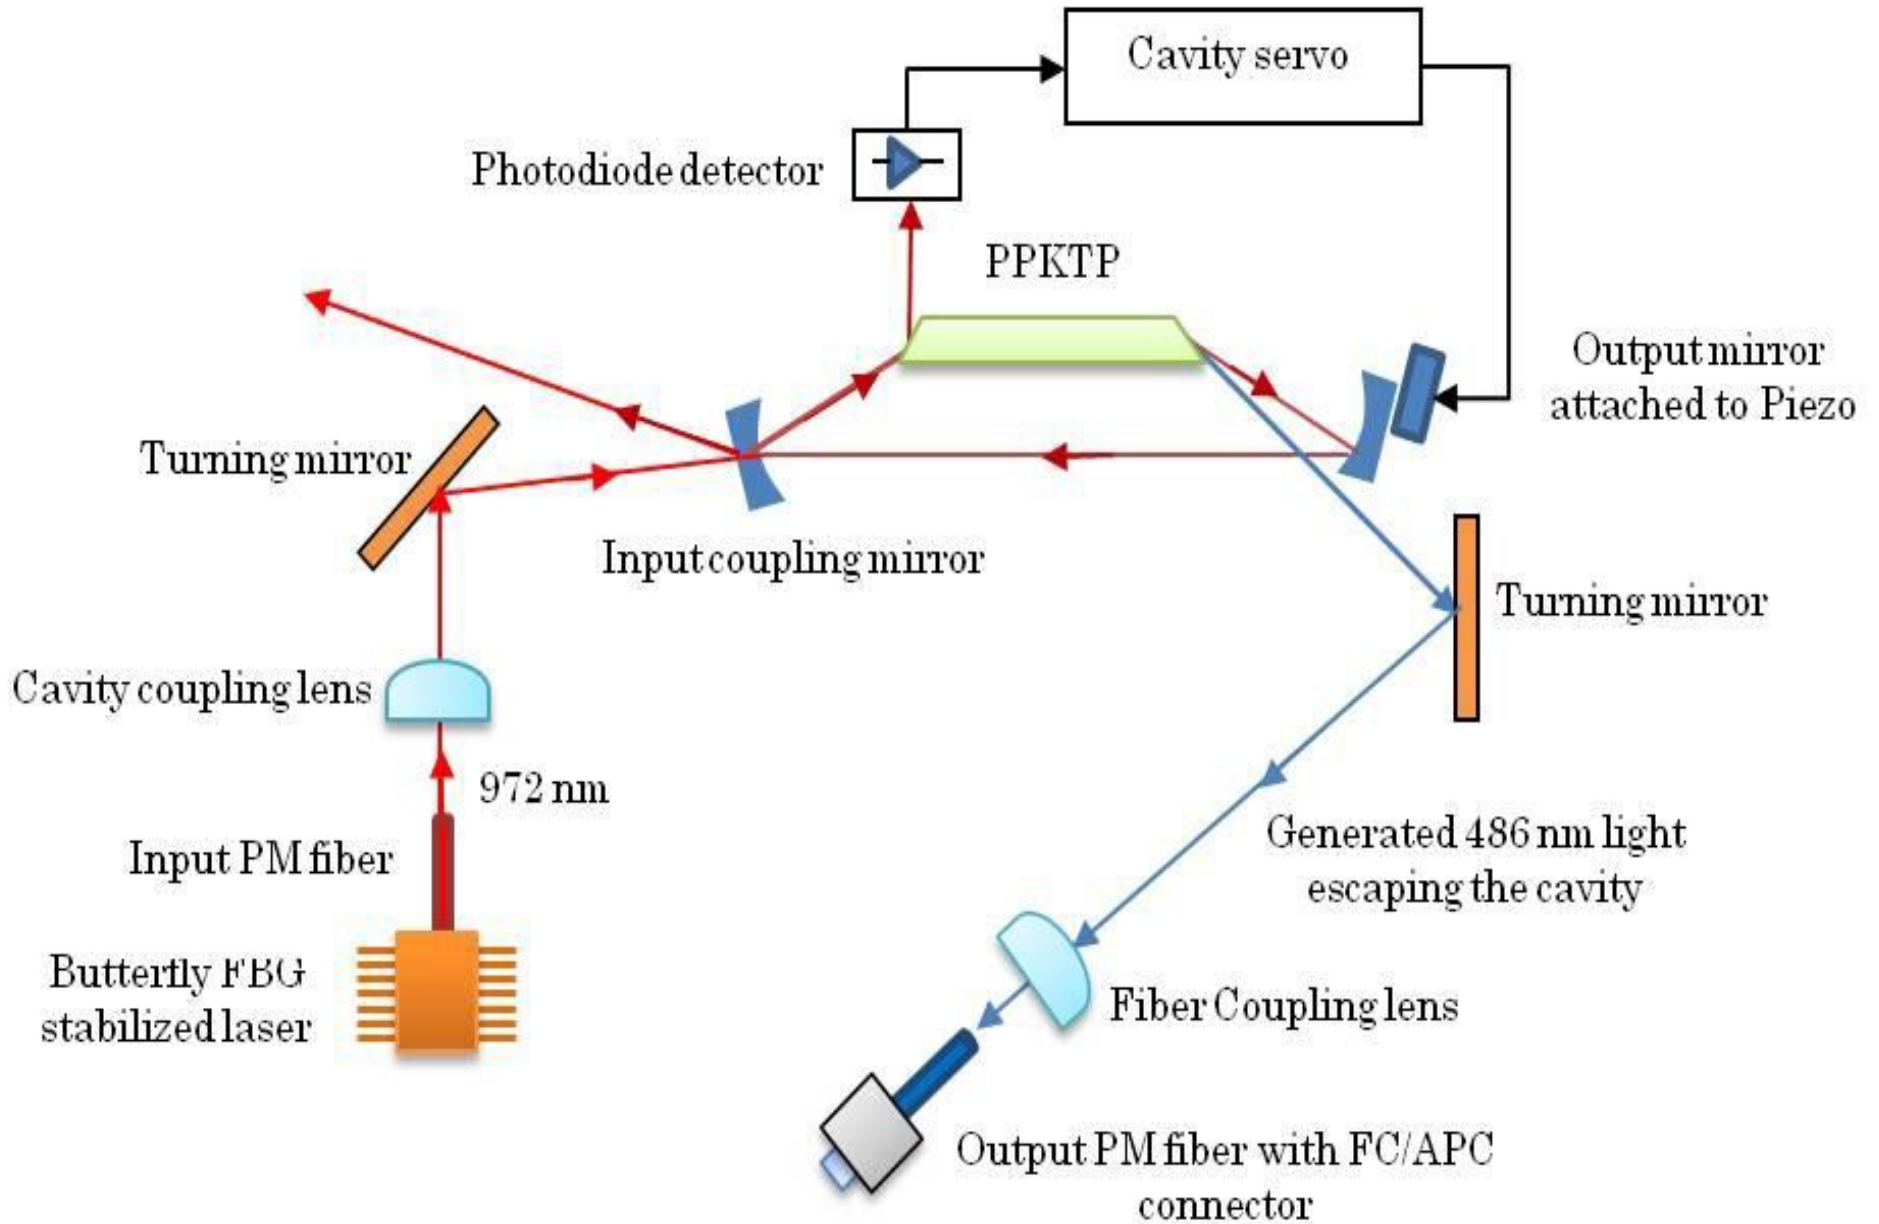 Cavity servo
Photodiode detector
PPKTP
Output mirror
attached to Piezo
Turning mirror
Input coupling mirror
Turning mirror
Cavity coupling lens
972 nm
Generated 486 nm light
escaping the cavity
Input PM fiber
Butterfly FBG
stabilized laser
Fiber Coupling lens
Output PM fiber with FC/APC
connector